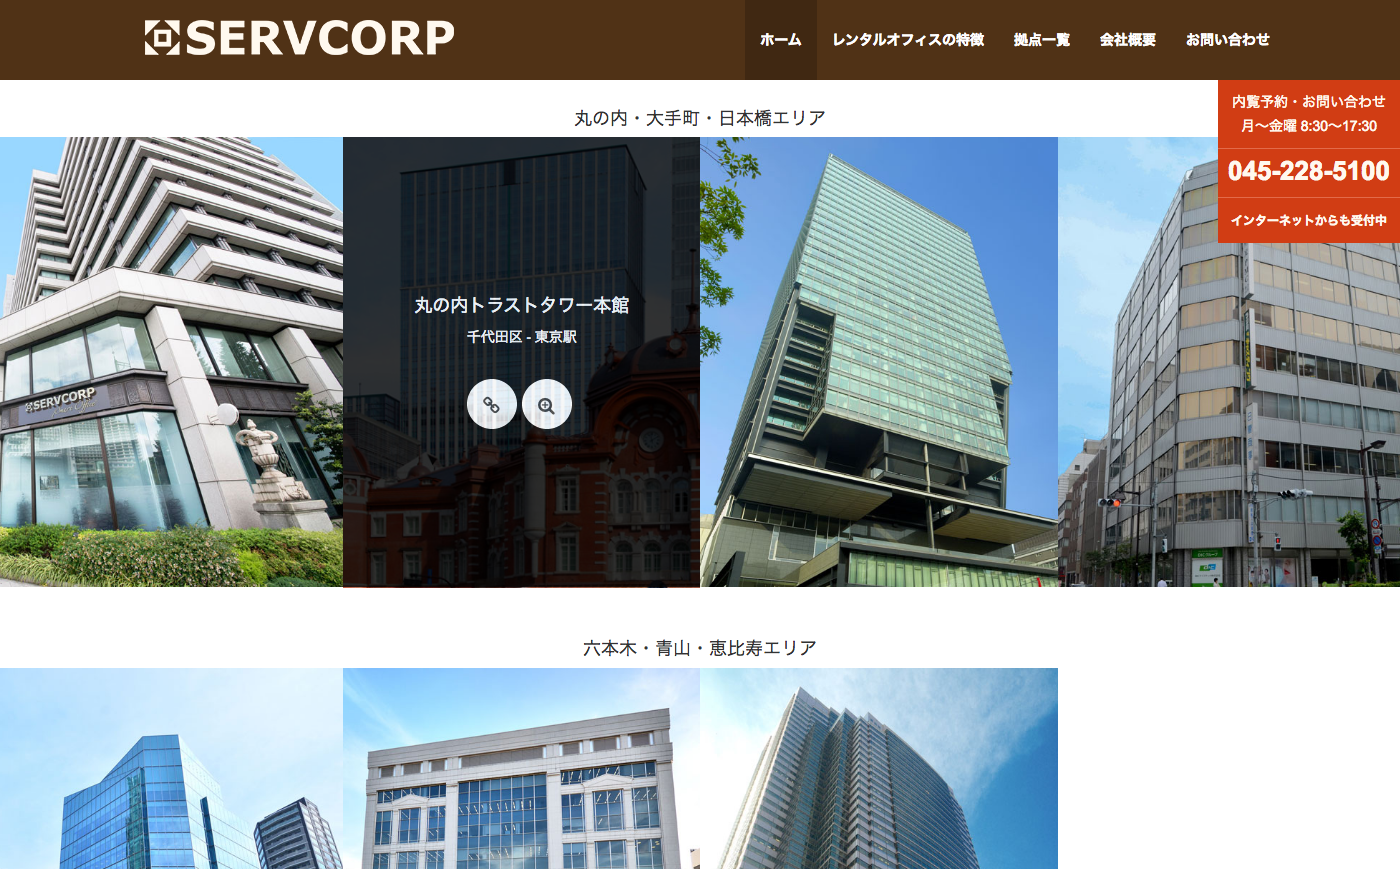 SERVCORP
ホーム
レンタルオフィスの特徴
拠点一覧
会社概要
お問い合わせ
内覧予約・お問い合わせ
月〜金曜 8:30〜17:30
045-228-5100
インターネットからも受付中
丸の内・大手町・日本橋エリア
SERVCORP
丸の内トラストタワー本館
千代田区 - 東京駅
六本木・青山・恵比寿エリア